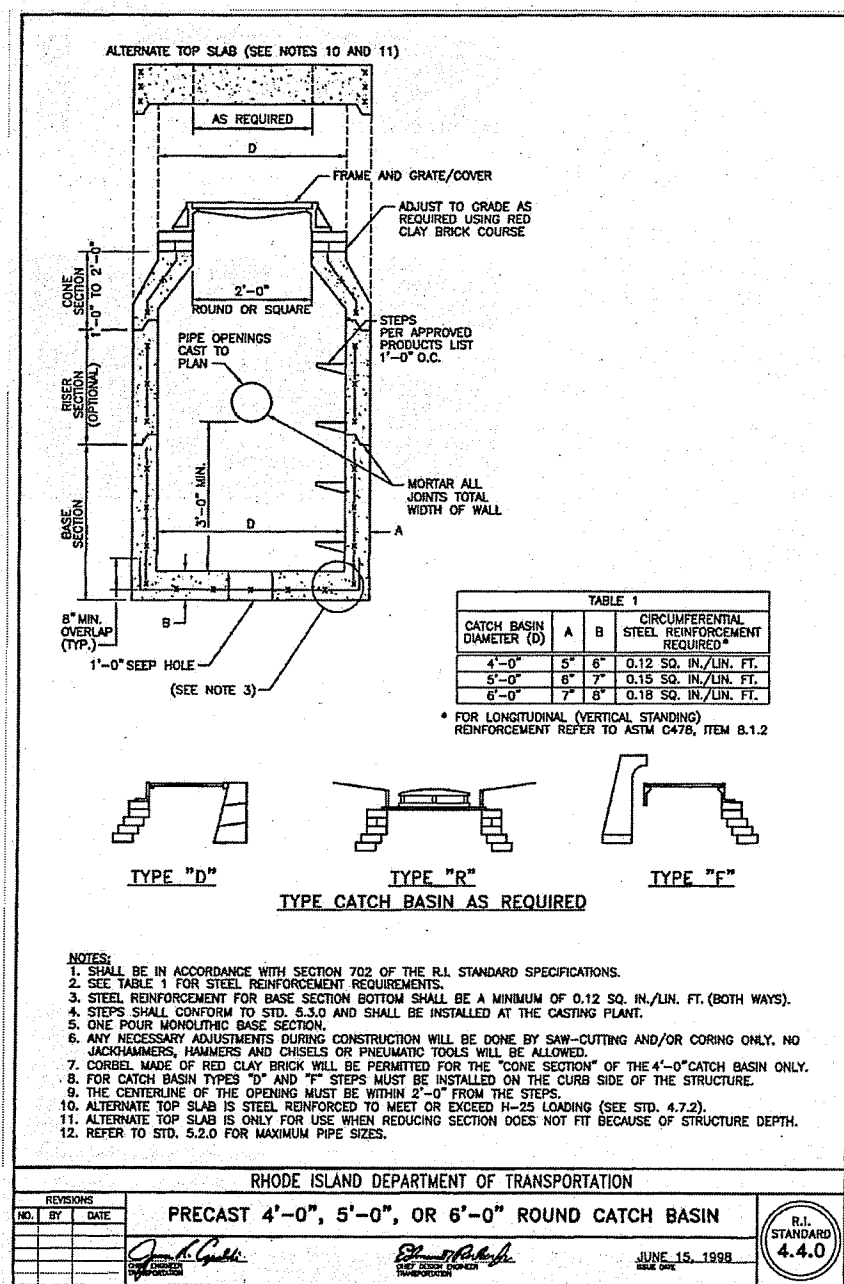 ALTERNATE TOP SLAB (SEE NOTES 10 AND 11)
AS REQUIRED
D
FRAME AND GRATE/COVER
ADJUST TO GRADE AS
REQUIRED USING RED
CLAY BRICK COURSE
CONE
SECTION
1'-0" TO 2'-0"
2'-0"
ROUND OR SQUARE
STEPS
PER APPROVED
PRODUCTS LIST
1'-0" O.C.
PIPE OPENINGS
CAST TO
PLAN
RISER
SECTION
(OPTIONAL)
MORTAR ALL
JOINTS TOTAL
WIDTH OF WALL
3'-0" MIN.
BASE
SECTION
D
A
8" MIN.
OVERLAP
(TYP.)
B
1'-0" SEEP HOLE
(SEE NOTE 3)
TABLE 1
CATCH BASIN DIAMETER (D) A B CIRCUMFERENTIAL STEEL REINFORCEMENT REQUIRED*
4'-0" 5" 6" 0.12 SQ. IN./LIN. FT.
5'-0" 6" 7" 0.15 SQ. IN./LIN. FT.
6'-0" 7" 8" 0.18 SQ. IN./LIN. FT.
* FOR LONGITUDINAL (VERTICAL STANDING)
REINFORCEMENT REFER TO ASTM C478, ITEM 8.1.2
TYPE "D"
TYPE "R"
TYPE "F"
TYPE CATCH BASIN AS REQUIRED
NOTES:
1. SHALL BE IN ACCORDANCE WITH SECTION 702 OF THE R.I. STANDARD SPECIFICATIONS.
2. SEE TABLE 1 FOR STEEL REINFORCEMENT REQUIREMENTS.
3. STEEL REINFORCEMENT FOR BASE SECTION BOTTOM SHALL BE A MINIMUM OF 0.12 SQ. IN./LIN. FT. (BOTH WAYS).
4. STEPS SHALL CONFORM TO STD. 5.3.0 AND SHALL BE INSTALLED AT THE CASTING PLANT.
5. ONE POUR MONOLITHIC BASE SECTION.
6. ANY NECESSARY ADJUSTMENTS DURING CONSTRUCTION WILL BE DONE BY SAW-CUTTING AND/OR CORING ONLY. NO
JACKHAMMERS, HAMMERS AND CHISELS OR PNEUMATIC TOOLS WILL BE ALLOWED.
7. CORBEL MADE OF RED CLAY BRICK WILL BE PERMITTED FOR THE "CONE SECTION" OF THE 4'-0" CATCH BASIN ONLY.
8. FOR CATCH BASIN TYPES "D" AND "F" STEPS MUST BE INSTALLED ON THE CURB SIDE OF THE STRUCTURE.
9. THE CENTERLINE OF THE OPENING MUST BE WITHIN 2'-0" FROM THE STEPS.
10. ALTERNATE TOP SLAB IS STEEL REINFORCED TO MEET OR EXCEED H-25 LOADING (SEE STD. 4.7.2).
11. ALTERNATE TOP SLAB IS ONLY FOR USE WHEN REDUCING SECTION DOES NOT FIT BECAUSE OF STRUCTURE DEPTH.
12. REFER TO STD. 5.2.0 FOR MAXIMUM PIPE SIZES.
RHODE ISLAND DEPARTMENT OF TRANSPORTATION
REVISIONS
NO. BY DATE
PRECAST 4'-0", 5'-0", OR 6'-0" ROUND CATCH BASIN
CHIEF ENGINEER
TRANSPORTATION
CHIEF DESIGN ENGINEER
TRANSPORTATION
JUNE 15, 1998
ISSUE DATE
R.I.
STANDARD
4.4.0